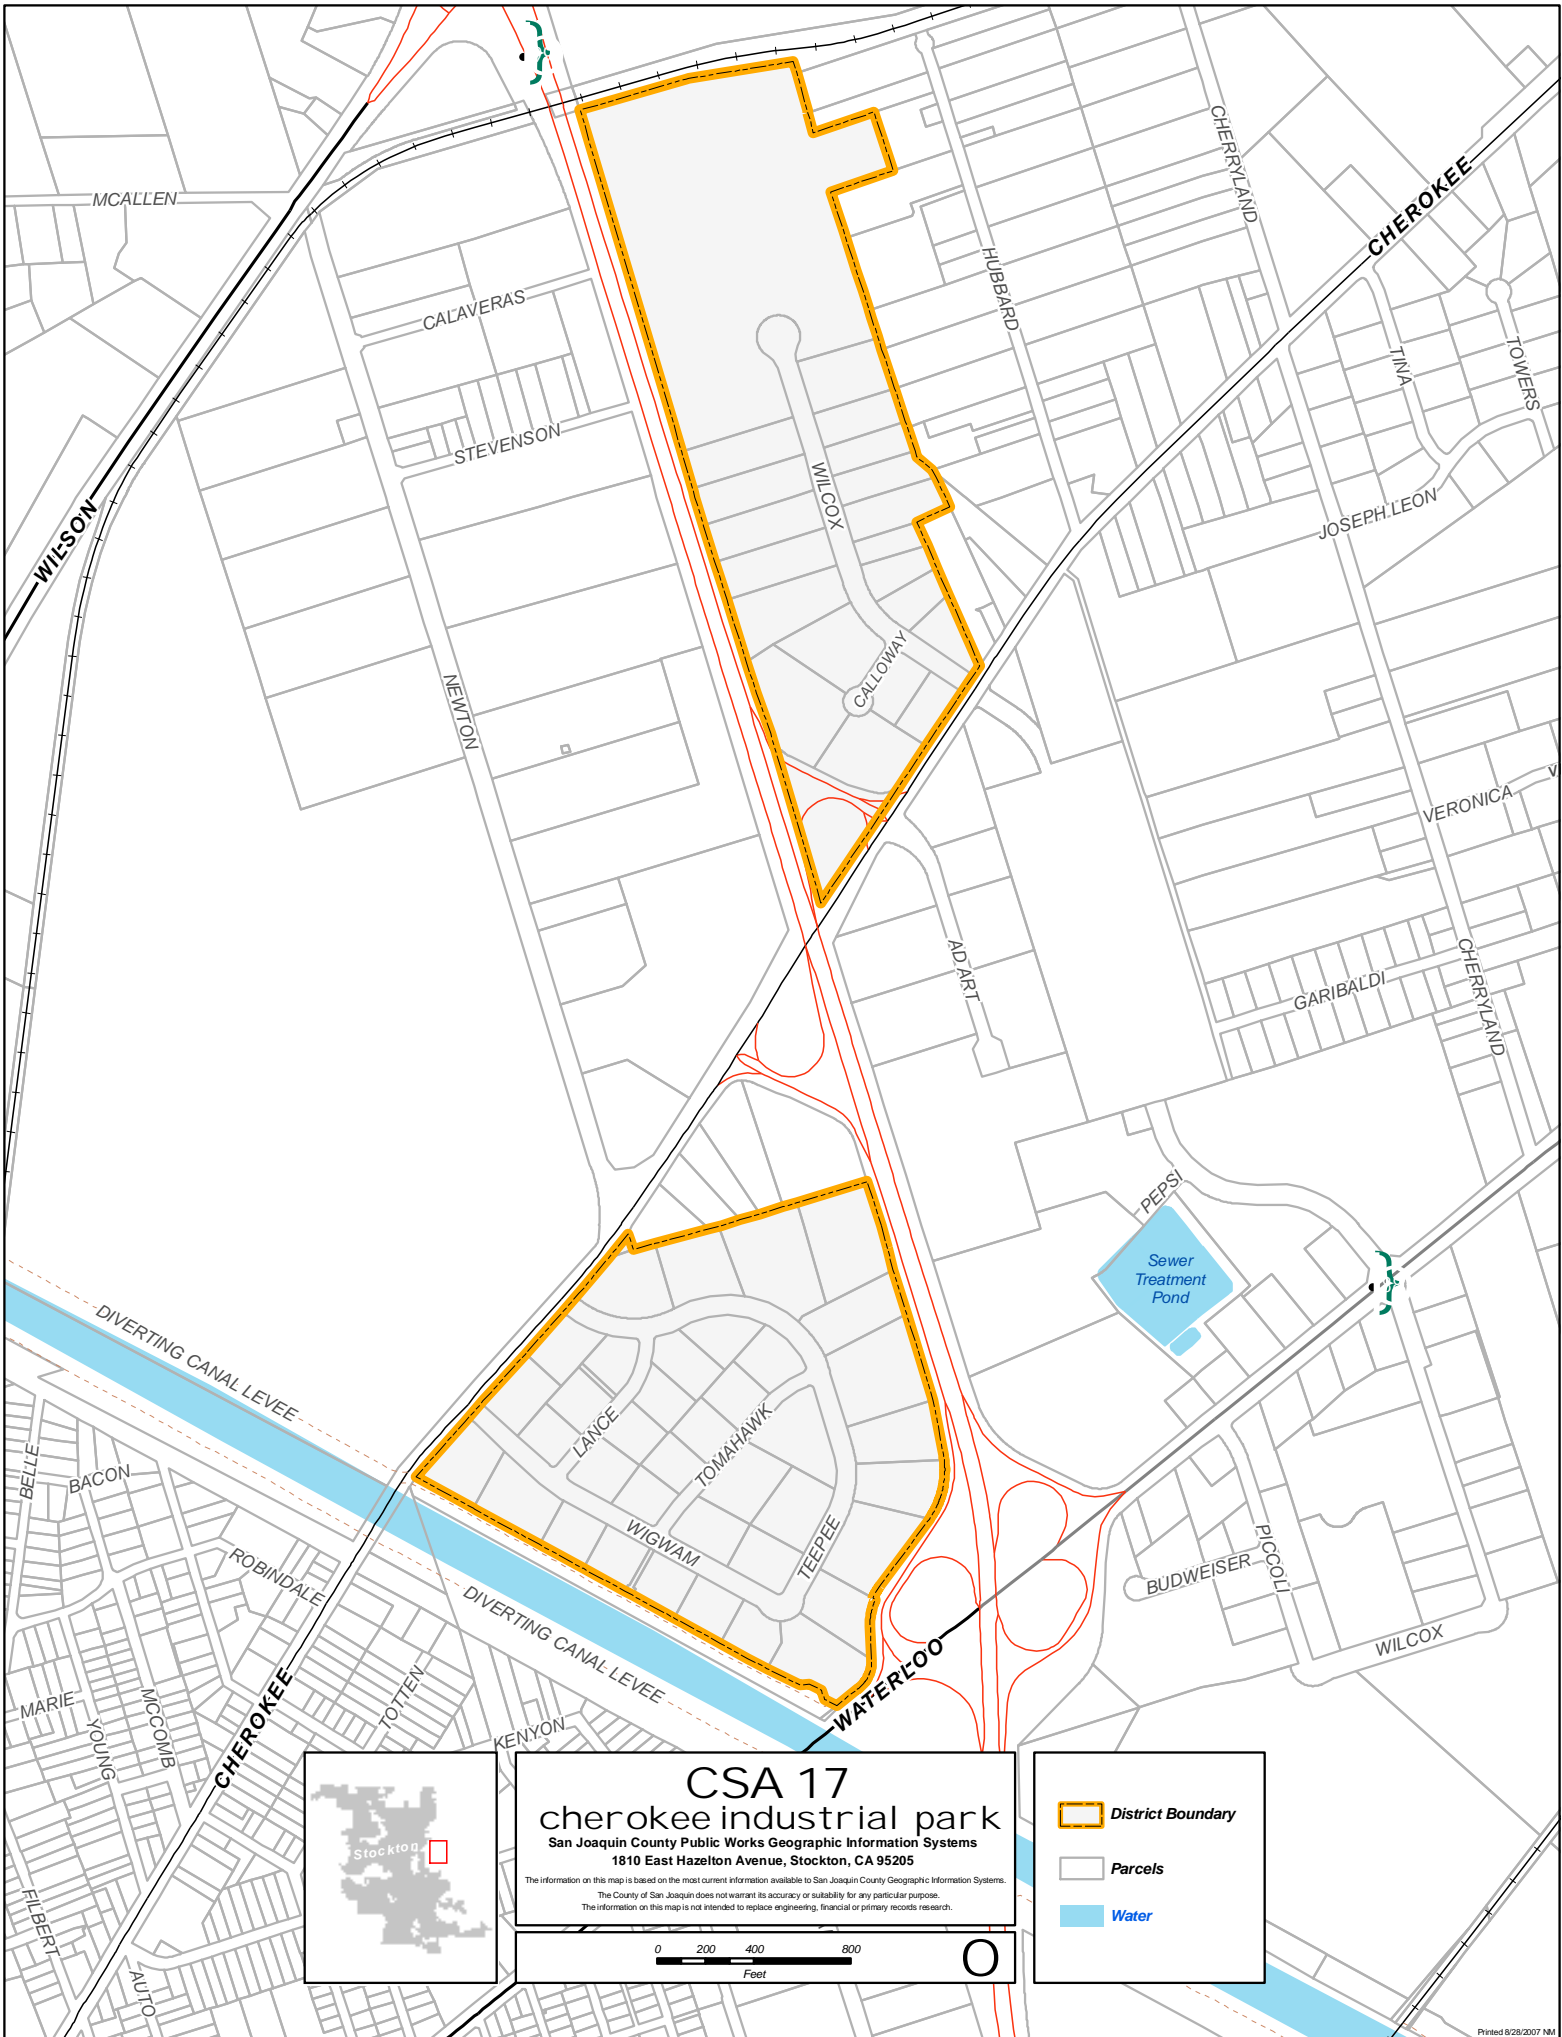 MCALLEN
CALAVERAS
STEVENSON
WILSON
NEWTON
WILCOX
CALLOWAY
HUBBARD
CHERRYLAND
CHEROKEE
TINA
TOWERS
JOSEPH LEON
VERONICA
V
AD ART
GARIBALDI
CHERRYLAND
PEPSI
Sewer
Treatment
Pond
DIVERTING CANAL LEVEE
BELLE
BACON
LANCE
TOMAHAWK
WIGWAM
TEEPEE
PICCOLI
BUDWEISER
WILCOX
ROBINDALE
DIVERTING CANAL LEVEE
WATERLOO
MARIE
YOUNG
MCCOMB
CHEROKEE
TOTTEN
KENYON
FILBERT
AUTO
Stockton
CSA 17
cherokee industrial park
San Joaquin County Public Works Geographic Information Systems
1810 East Hazelton Avenue, Stockton, CA 95205
The information on this map is based on the most current information available to San Joaquin County Geographic Information Systems.
The County of San Joaquin does not warrant its accuracy or suitability for any particular purpose.
The information on this map is not intended to replace engineering, financial or primary records research.
0 200 400 800
Feet
O
District Boundary
Parcels
Water
Printed 8/28/2007 NM